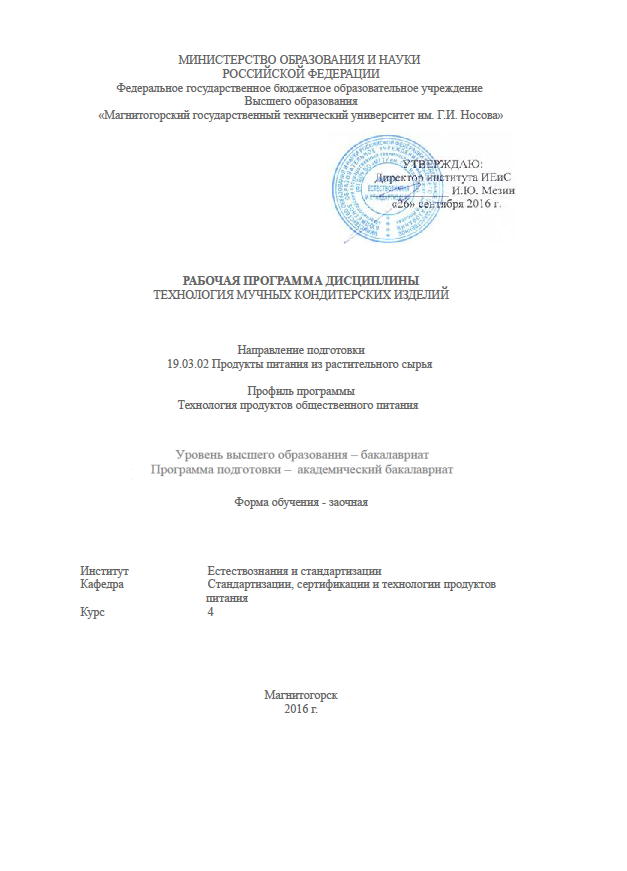 МИНИСТЕРСТВО ОБРАЗОВАНИЯ И НАУКИ
РОССИЙСКОЙ ФЕДЕРАЦИИ
Федеральное государственное бюджетное образовательное учреждение
Высшего образования
«Магнитогорский государственный технический университет им. Г.И. Носова»
УТВЕРЖДАЮ:
Директор института ИЕиС
И.Ю. Мезин
«26» сентября 2016 г.
РАБОЧАЯ ПРОГРАММА ДИСЦИПЛИНЫ
ТЕХНОЛОГИЯ МУЧНЫХ КОНДИТЕРСКИХ ИЗДЕЛИЙ
Направление подготовки
19.03.02 Продукты питания из растительного сырья
Профиль программы
Технология продуктов общественного питания
Уровень высшего образования – бакалавриат
Программа подготовки – академический бакалавриат
Форма обучения - заочная
Институт Естествознания и стандартизации
Кафедра Стандартизации, сертификации и технологии продуктов
питания
Курс 4
Магнитогорск
2016 г.